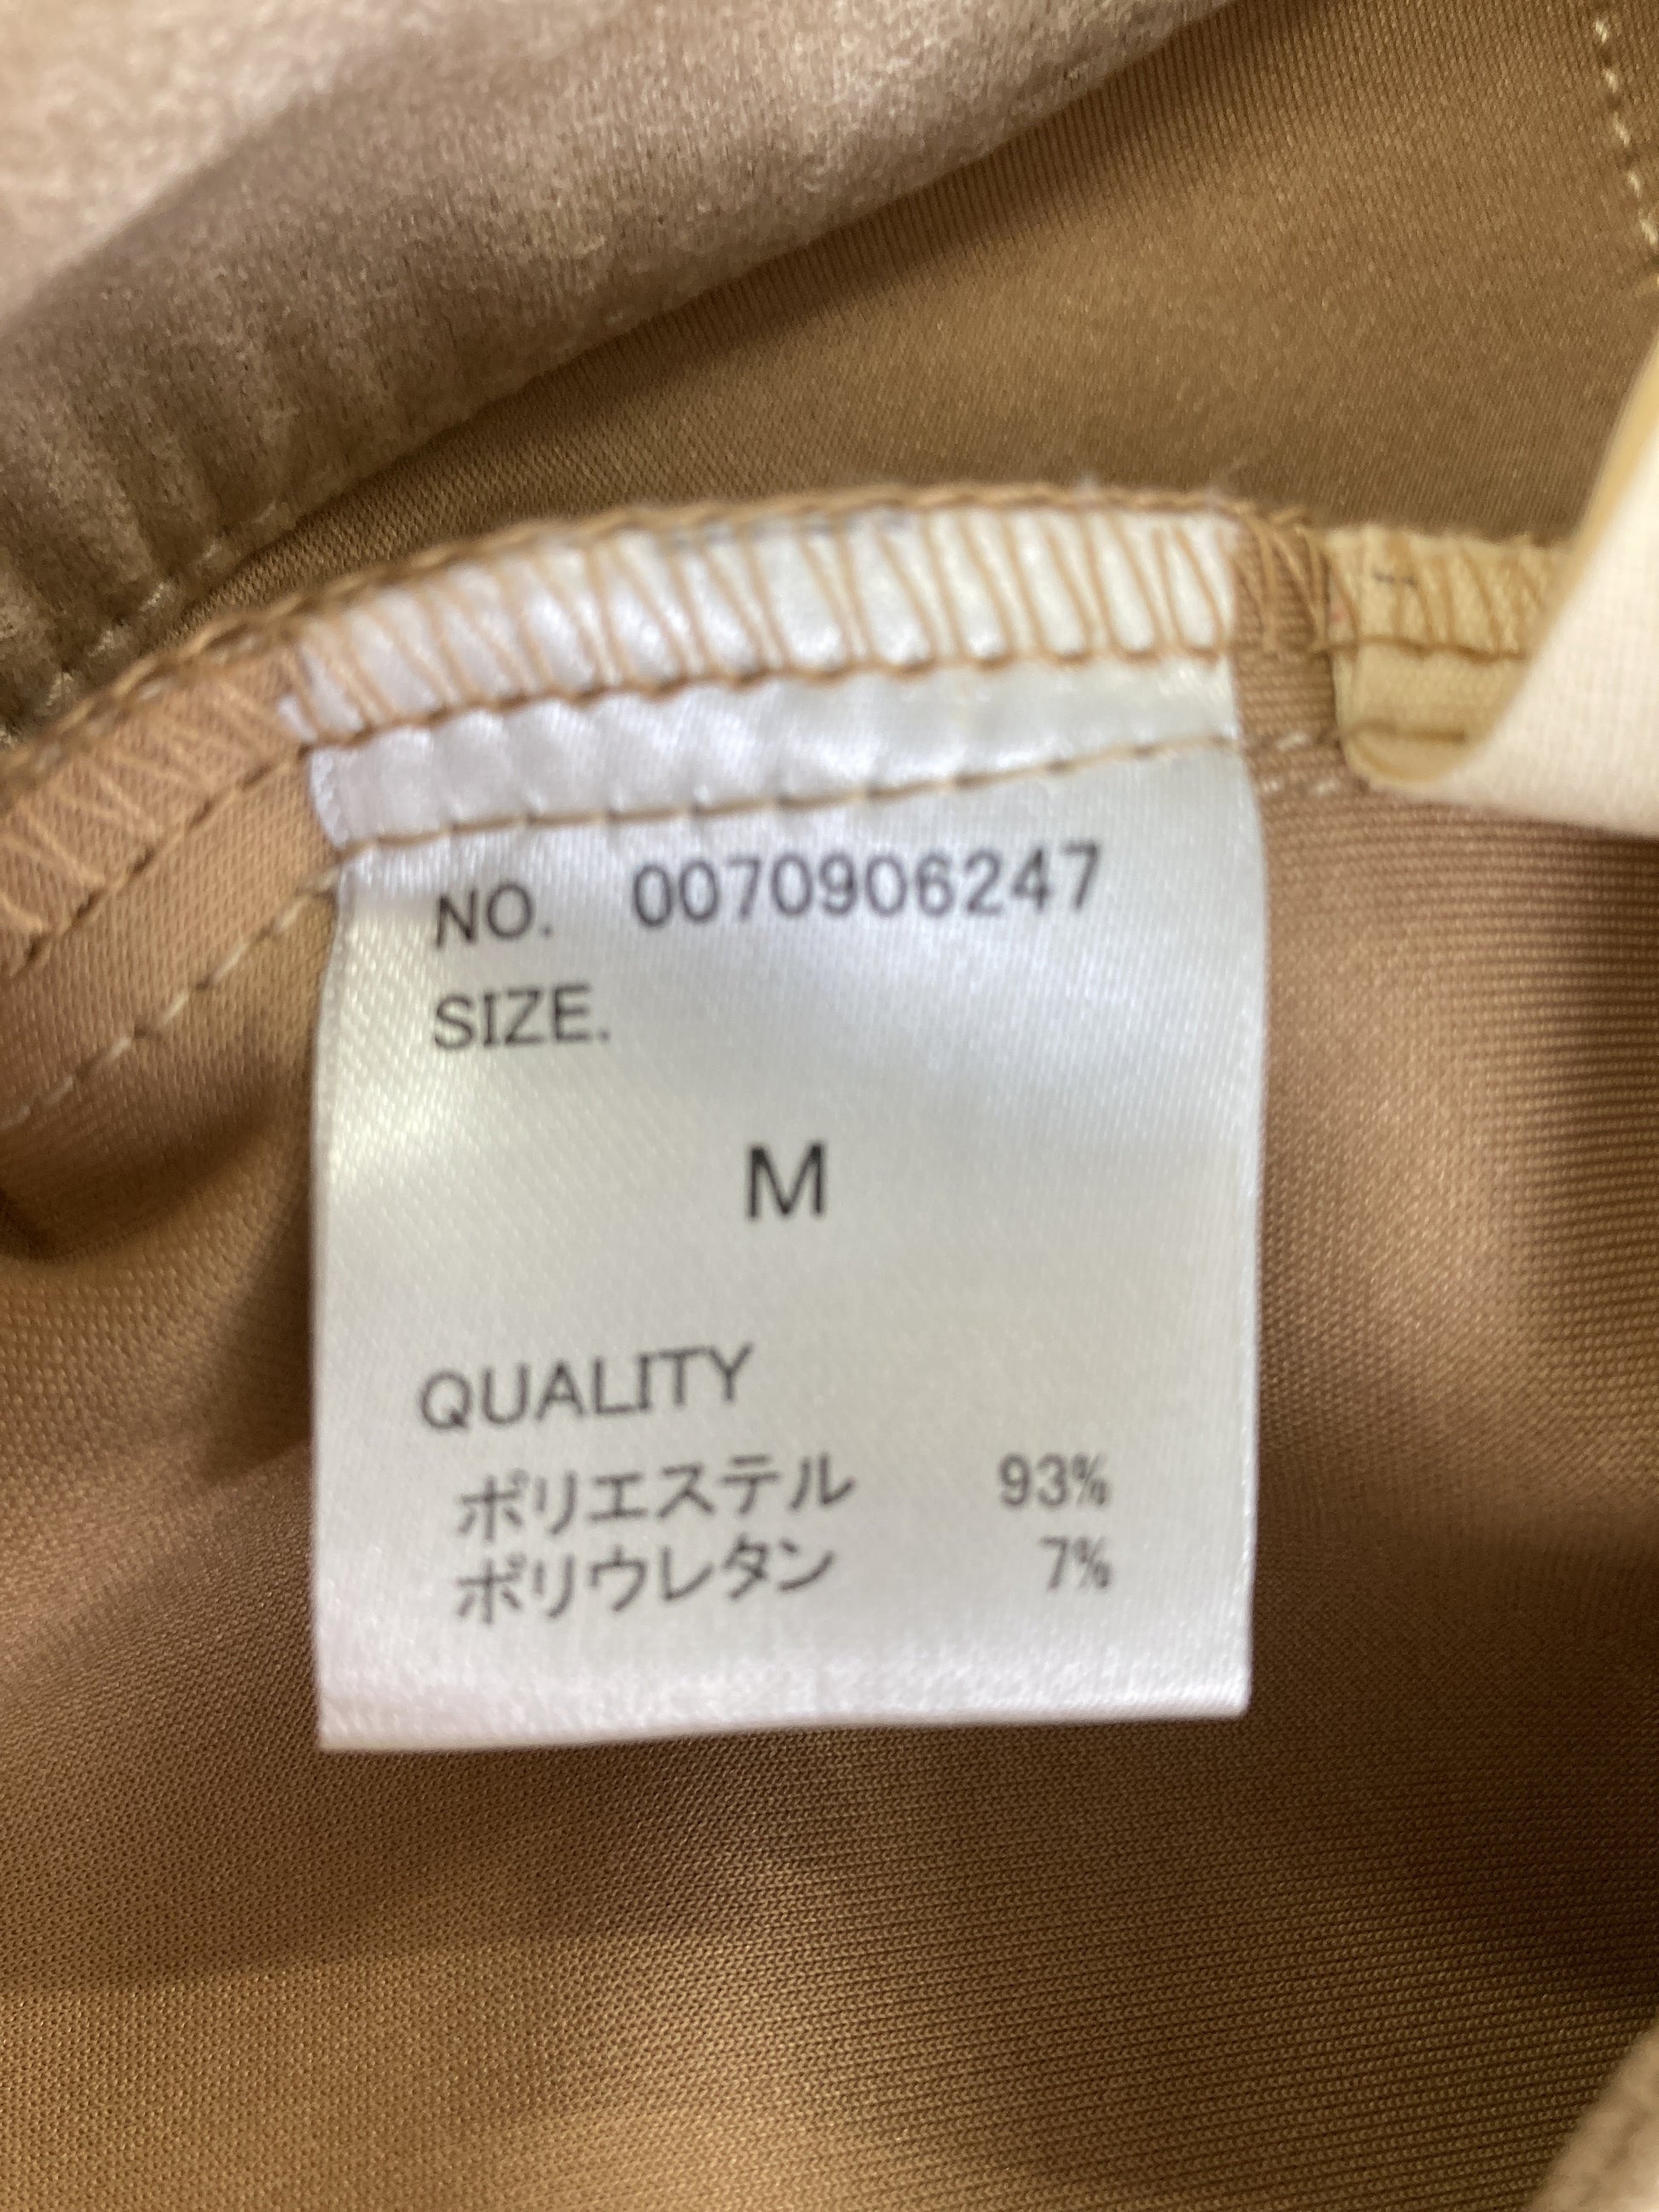 NO. 0070906247
SIZE.
M
QUALITY
ポリエステル 93%
ポリウレタン 7%